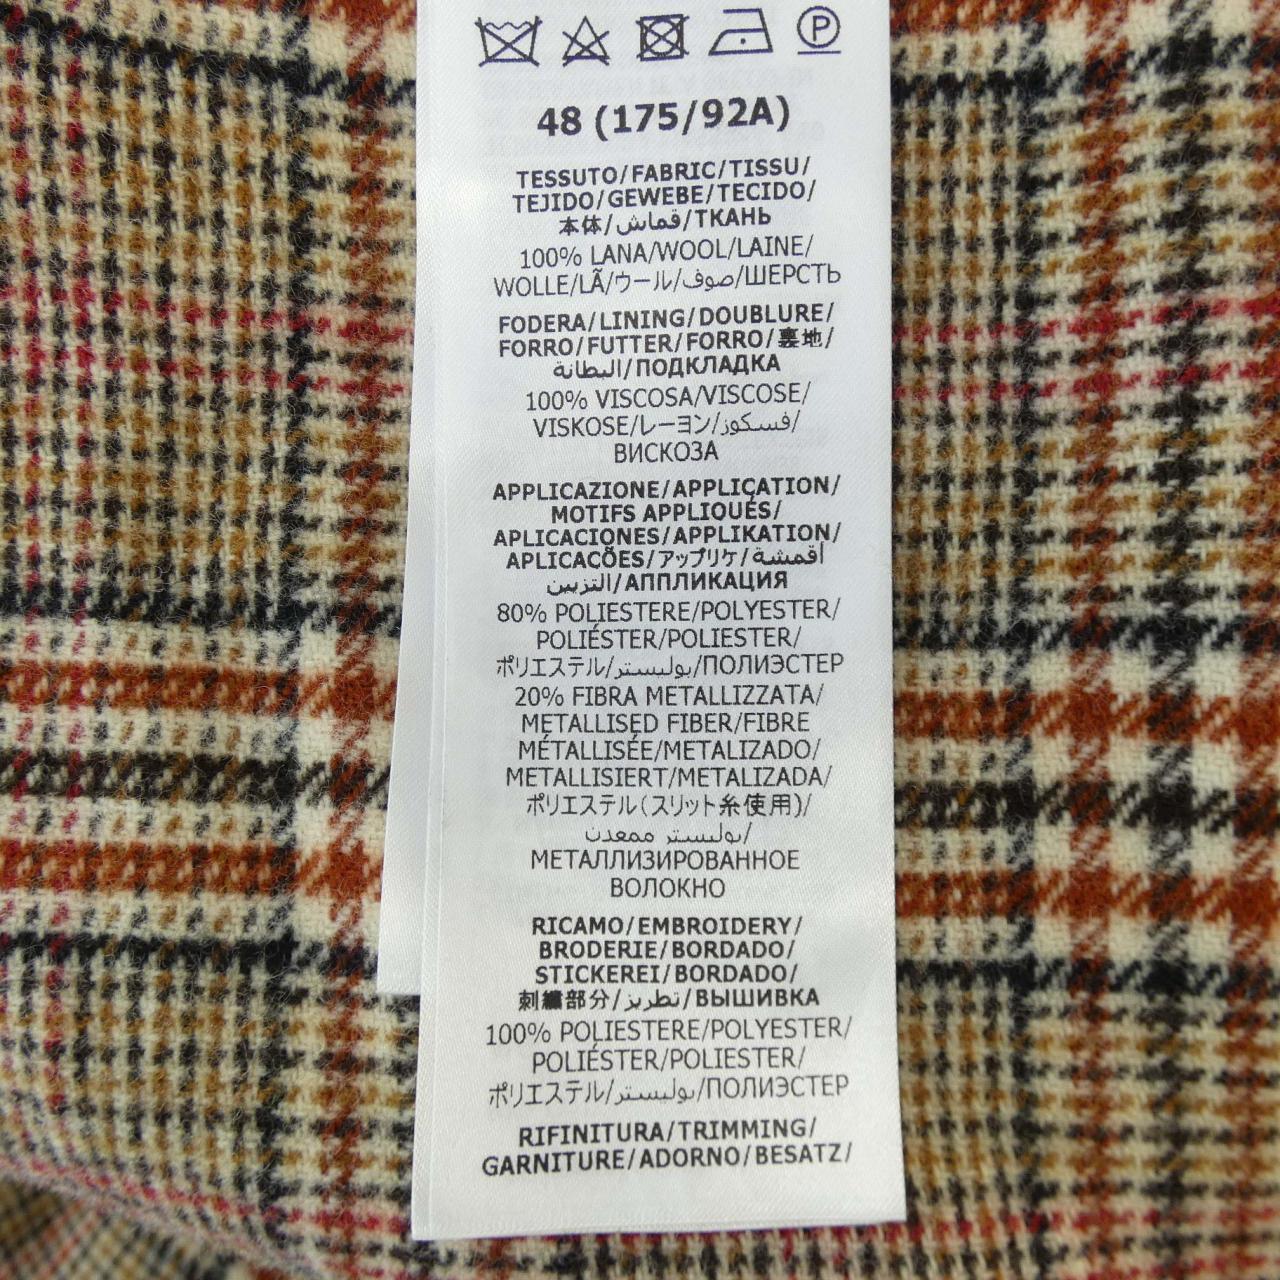 P
48 (175/92A)
TESSUTO/FABRIC/TISSU/
TEJIDO/GEWEBE/TECIDO/
本体/قماش/ТКАНЬ
100% LANA/WOOL/LAINE/
WOLLE/LÃ/ウール/صوف/ШЕРСТЬ
FODERA/LINING/DOUBLURE/
FORRO/FUTTER/FORRO/裏地/
البطانة/ПОДКЛАДКА
100% VISCOSA/VISCOSE/
VISKOSE/レーヨン/فسكوز/
ВИСКОЗА
APPLICAZIONE/APPLICATION/
MOTIFS APPLIQUÉS/
APLICACIONES/APPLIKATION/
APLICAÇÕES/アップリケ/أقمشة
التزيين/АППЛИКАЦИЯ
80% POLIESTERE/POLYESTER/
POLIÉSTER/POLIESTER/
ポリエステル/بوليستر/ПОЛИЭСТЕР
20% FIBRA METALLIZZATA/
METALLISED FIBER/FIBRE
MÉTALLISÉE/METALIZADO/
METALLISIERT/METALIZADA/
ポリエステル(スリット糸使用)/
بوليستر ممعدن/
МЕТАЛЛИЗИРОВАННОЕ
ВОЛОКНО
RICAMO/EMBROIDERY/
BRODERIE/BORDADO/
STICKEREI/BORDADO/
刺繍部分/تطريز/ВЫШИВКА
100% POLIESTERE/POLYESTER/
POLIÉSTER/POLIESTER/
ポリエステル/بوليستر/ПОЛИЭСТЕР
RIFINITURA/TRIMMING/
GARNITURE/ADORNO/BESATZ/